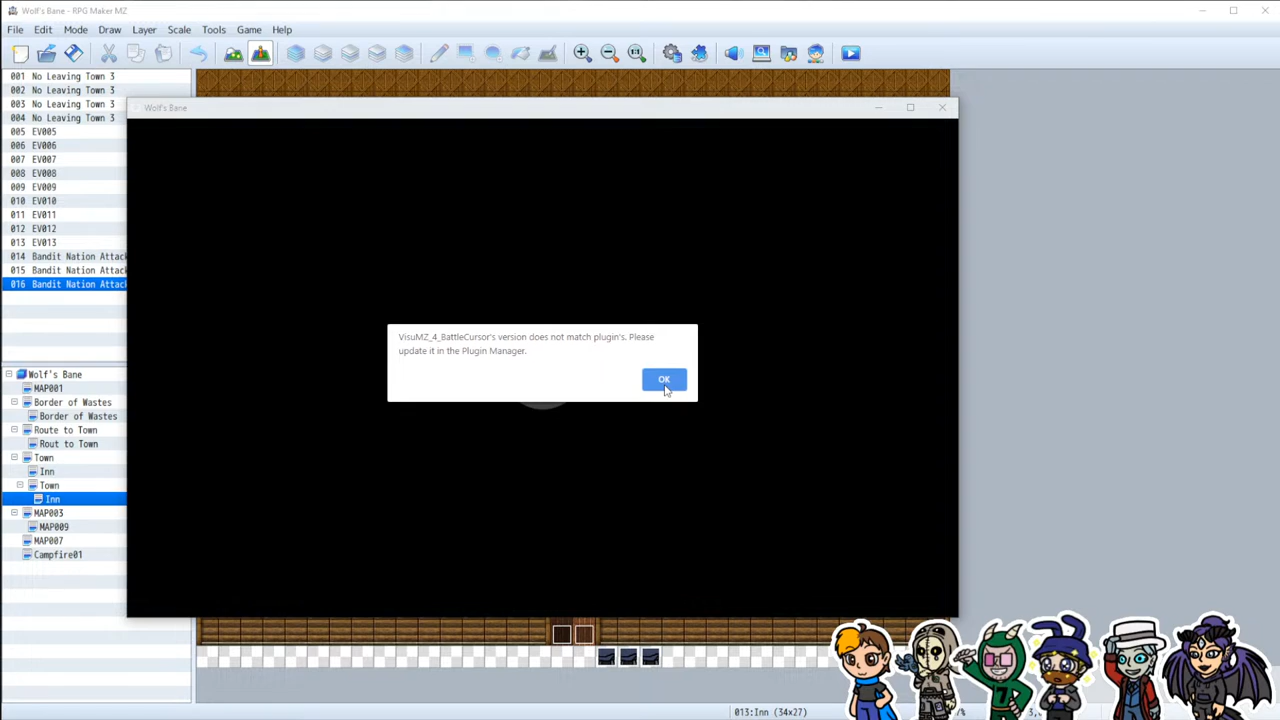 Wolf's Bane - RPG Maker MZ
File Edit Mode Draw Layer Scale Tools Game Help
001 No Leaving Town 3
002 No Leaving Town 3
003 No Leaving Town 3
004 No Leaving Town 3
005 EV005
006 EV006
007 EV007
008 EV008
009 EV009
010 EV010
011 EV011
012 EV012
013 EV013
014 Bandit Nation Attack
015 Bandit Nation Attack
016 Bandit Nation Attack
Wolf's Bane
VisuMZ_4_BattleCursor's version does not match plugin's. Please
update it in the Plugin Manager.
OK
Wolf's Bane
MAP001
Border of Wastes
Border of Wastes
Route to Town
Rout to Town
Town
Inn
Town
Inn
MAP003
MAP009
MAP007
Campfire01
7
013:Inn (34x27)